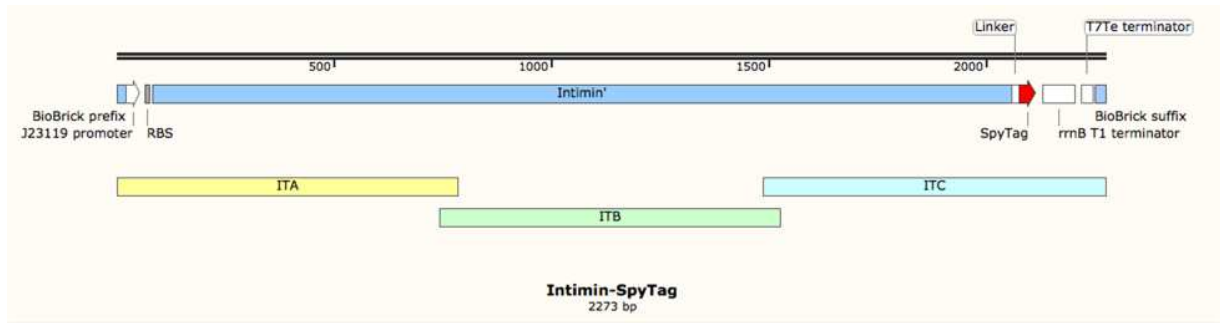 Linker T7Te terminator
500 1000 1500 2000
Intimin'
BioBrick prefix BioBrick suffix
J23119 promoter RBS SpyTag rrnB T1 terminator
ITA ITC
ITB
Intimin-SpyTag
2273 bp